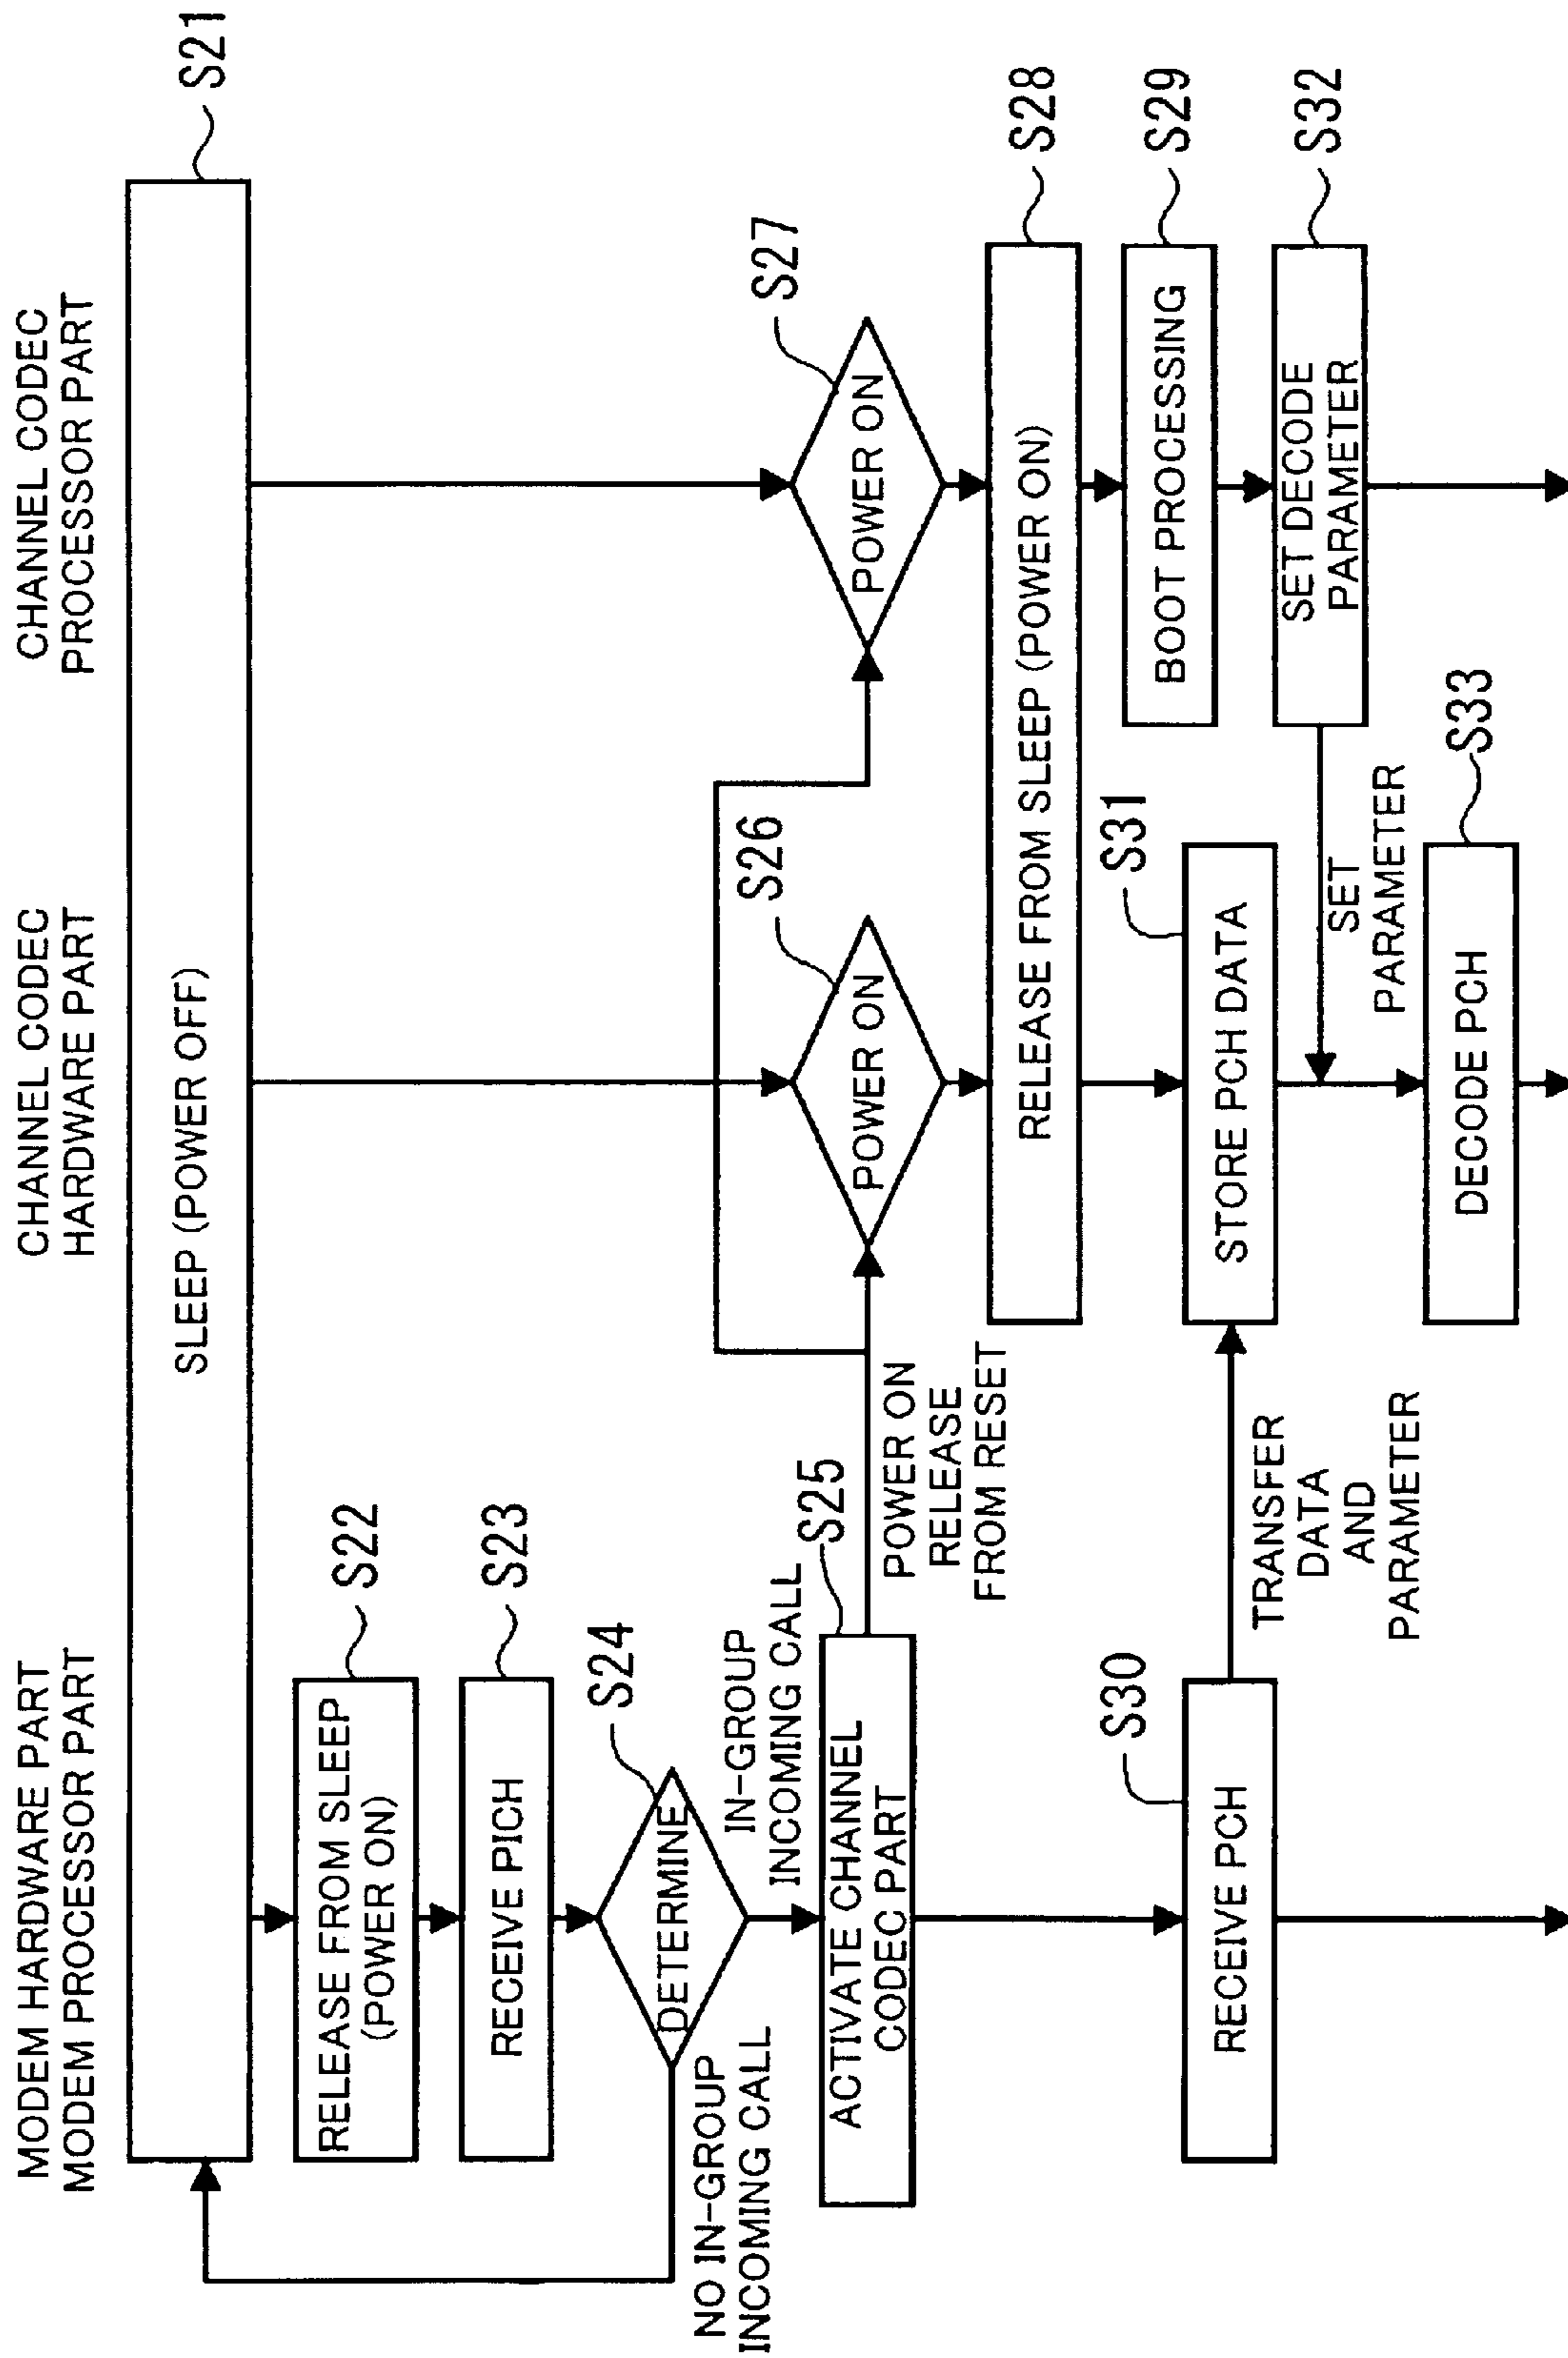 MODEM HARDWARE PART
MODEM PROCESSOR PART
CHANNEL CODEC
HARDWARE PART
CHANNEL CODEC
PROCESSOR PART
SLEEP (POWER OFF)
S21
RELEASE FROM SLEEP
(POWER ON)
S22
RECEIVE PICH
S23
DETERMINE
S24
NO IN-GROUP
INCOMING CALL
IN-GROUP
INCOMING CALL
ACTIVATE CHANNEL
CODEC PART
S25
POWER ON
RELEASE
FROM RESET
POWER ON
S26
POWER ON
S27
RELEASE FROM SLEEP (POWER ON)
S28
BOOT PROCESSING
S29
RECEIVE PCH
S30
TRANSFER
DATA
AND
PARAMETER
STORE PCH DATA
S31
SET DECODE
PARAMETER
S32
SET
PARAMETER
DECODE PCH
S33